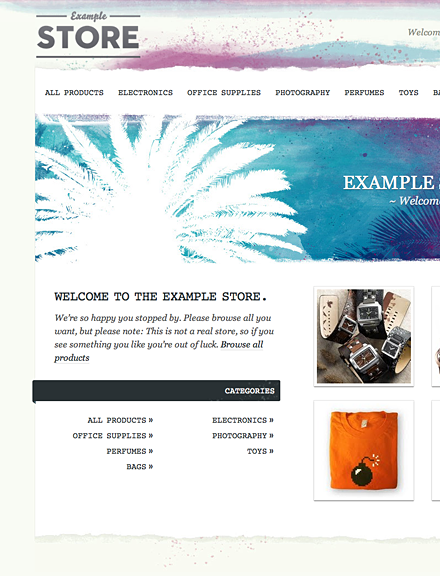 Example
STORE
Welcom
ALL PRODUCTS ELECTRONICS OFFICE SUPPLIES PHOTOGRAPHY PERFUMES TOYS BA
EXAMPLE S
~ Welcome
WELCOME TO THE EXAMPLE STORE.
We're so happy you stopped by. Please browse all you
want, but please note: This is not a real store, so if you
see something you like you're out of luck. Browse all
products
CATEGORIES
ALL PRODUCTS » ELECTRONICS »
OFFICE SUPPLIES » PHOTOGRAPHY »
PERFUMES » TOYS »
BAGS »